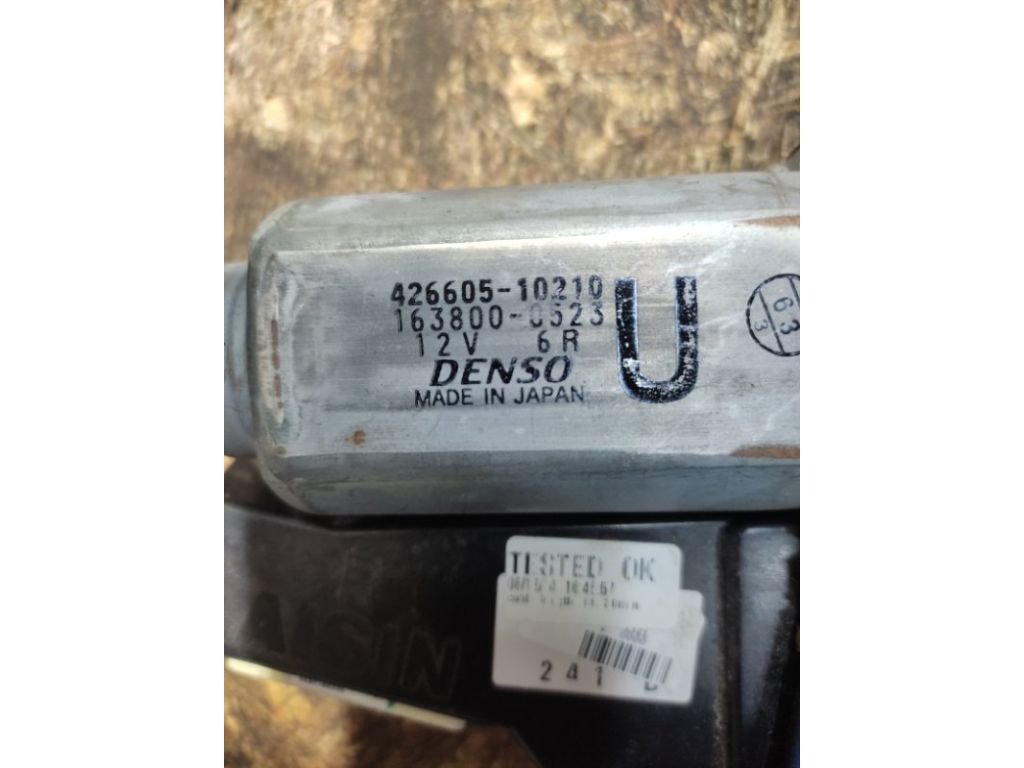 426605-10210
163800-0523
12V 6R
DENSO
MADE IN JAPAN
U
63
3
TESTED OK
241
AISIN